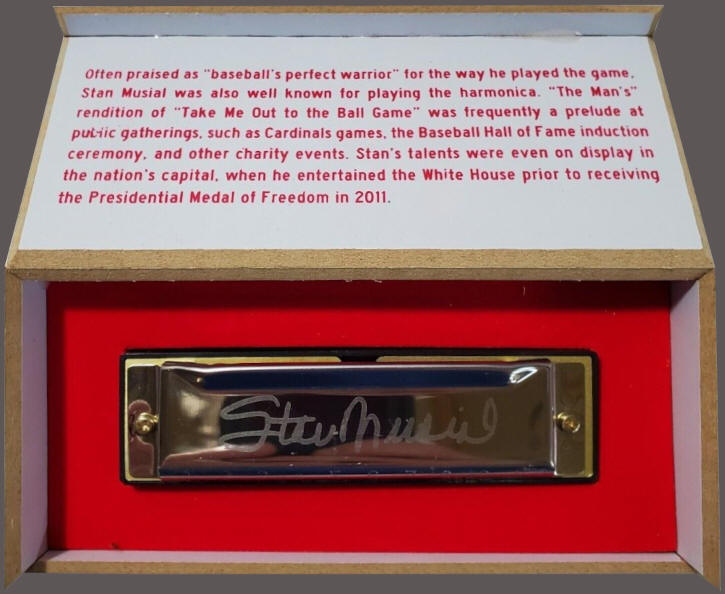 Often praised as "baseball's perfect warrior" for the way he played the game,
Stan Musial was also well known for playing the harmonica. "The Man's"
rendition of "Take Me Out to the Ball Game" was frequently a prelude at
public gatherings, such as Cardinals games, the Baseball Hall of Fame induction
ceremony, and other charity events. Stan's talents were even on display in
the nation's capital, when he entertained the White House prior to receiving
the Presidential Medal of Freedom in 2011.
Stan Musial